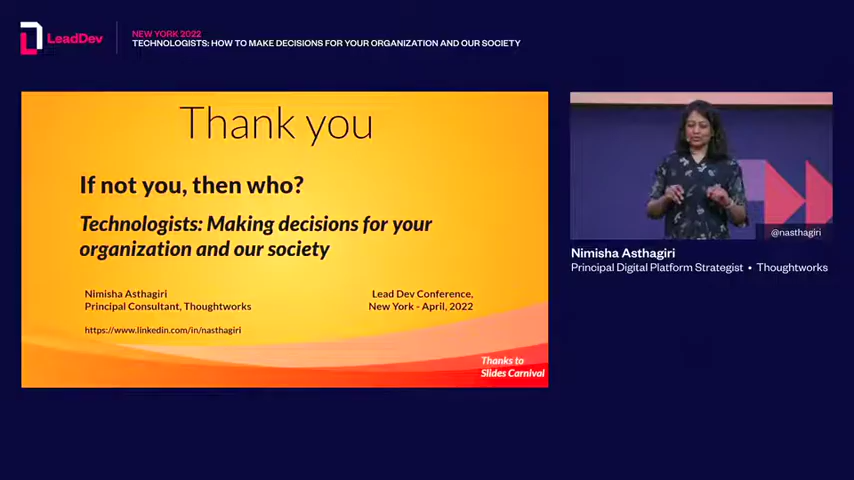 LeadDev
NEW YORK 2022
TECHNOLOGISTS: HOW TO MAKE DECISIONS FOR YOUR ORGANIZATION AND OUR SOCIETY
Thank you
If not you, then who?
Technologists: Making decisions for your
organization and our society
Nimisha Asthagiri
Principal Consultant, Thoughtworks
https://www.linkedin.com/in/nasthagiri
Lead Dev Conference,
New York - April, 2022
Thanks to
Slides Carnival
@nasthagiri
Nimisha Asthagiri
Principal Digital Platform Strategist • Thoughtworks